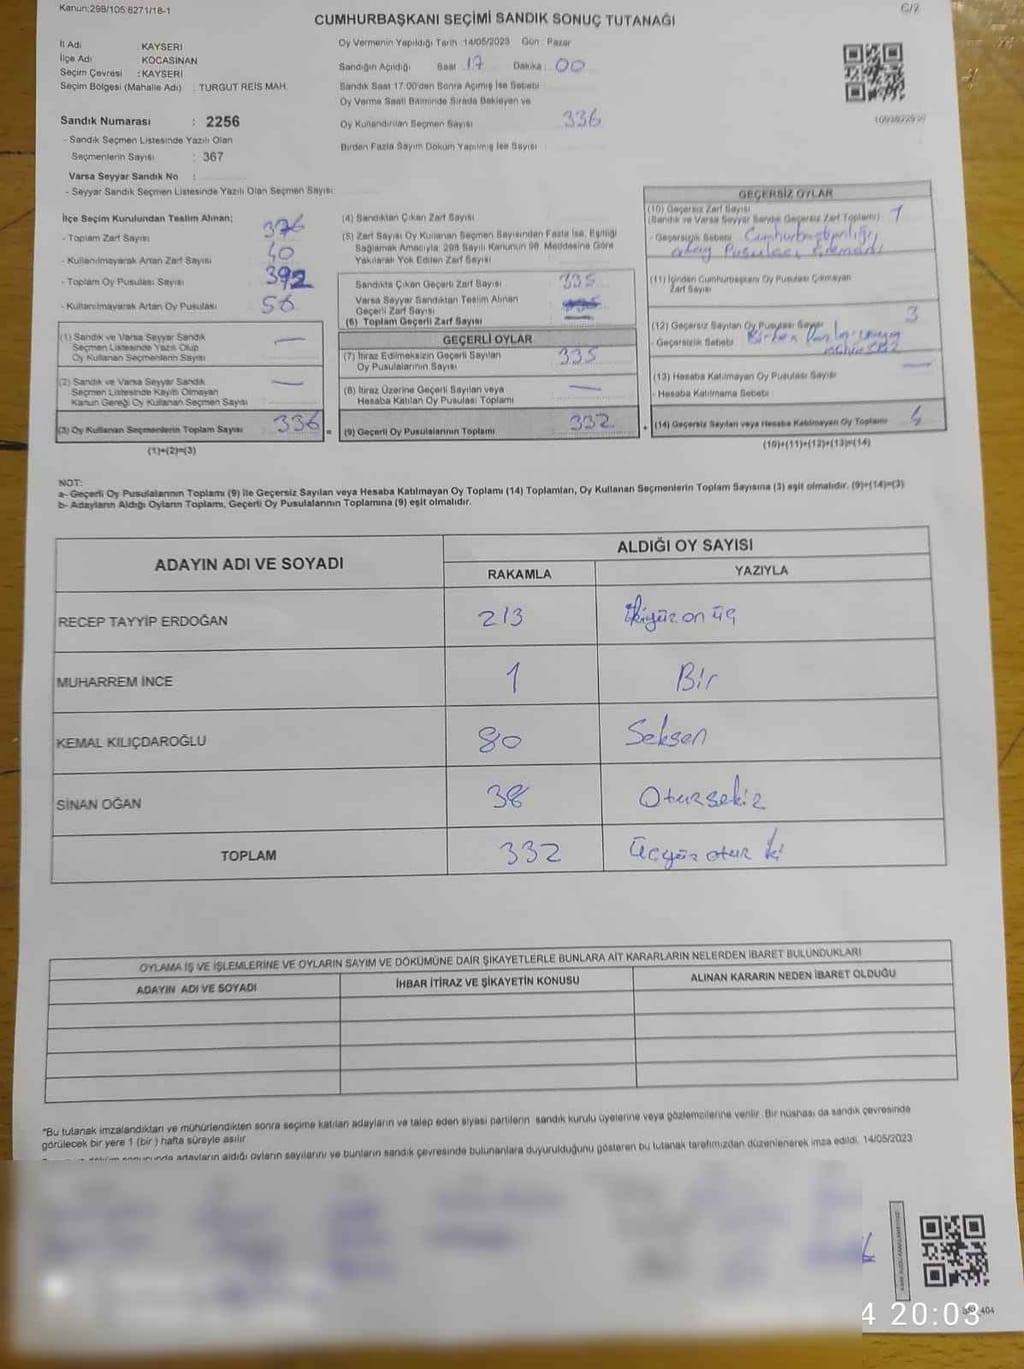 Kanun:298/105;6271/18-1
C/2
CUMHURBAŞKANI SEÇİMİ SANDIK SONUÇ TUTANAĞI
İl Adı KAYSERİ
İlçe Adı KOCASİNAN
Seçim Çevresi : KAYSERİ
Seçim Bölgesi (Mahalle Adı) : TURGUT REİS MAH.
Sandık Numarası : 2256
- Sandık Seçmen Listesinde Yazılı Olan
Seçmenlerin Sayısı : 367
Varsa Seyyar Sandık No :
- Seyyar Sandık Seçmen Listesinde Yazılı Olan Seçmen Sayısı:
Oy Vermenin Yapıldığı Tarih :14/05/2023 Gün : Pazar
Sandığın Açıldığı Saat : 17 Dakika : 00
Sandık Saat 17:00'den Sonra Açılmış İse Sebebi
Oy Verme Saati Bitiminde Sırada Bekleyen ve
Oy Kullandırılan Seçmen Sayısı 336
Birden Fazla Sayım Döküm Yapılmış İse Sayısı :
İlçe Seçim Kurulundan Teslim Alınan;
- Toplam Zarf Sayısı 376
- Kullanılmayarak Artan Zarf Sayısı 40
- Toplam Oy Pusulası Sayısı 392
- Kullanılmayarak Artan Oy Pusulası 56
(1) Sandık ve Varsa Seyyar Sandık
Seçmen Listesinde Yazılı Olup
Oy Kullanan Seçmenlerin Sayısı —
(2) Sandık ve Varsa Seyyar Sandık
Seçmen Listesinde Kayıtlı Olmayan
Kanun Gereği Oy Kullanan Seçmen Sayısı —
(3) Oy Kullanan Seçmenlerin Toplam Sayısı 336 =
(1)+(2)=(3)
(4) Sandıktan Çıkan Zarf Sayısı
(5) Zarf Sayısı Oy Kullanan Seçmen Sayısından Fazla İse, Eşitliği
Sağlamak Amacıyla, 298 Sayılı Kanunun 98. Maddesine Göre
Yakılarak Yok Edilen Zarf Sayısı
Sandıkta Çıkan Geçerli Zarf Sayısı 335
Varsa Seyyar Sandıktan Teslim Alınan
Geçerli Zarf Sayısı
(6) Toplam Geçerli Zarf Sayısı
GEÇERLİ OYLAR
(7) İtiraz Edilmeksizin Geçerli Sayılan
Oy Pusulalarının Sayısı 335
(8) İtiraz Üzerine Geçerli Sayılan veya
Hesaba Katılan Oy Pusulası Toplamı —
(9) Geçerli Oy Pusulalarının Toplamı 332 +
GEÇERSİZ OYLAR
(10) Geçersiz Zarf Sayısı
(Sandık ve Varsa Seyyar Sandık Geçersiz Zarf Toplamı) 1
- Geçersizlik Sebebi Cumhurbaşkanlığı
Pusulası
(11) İçinden Cumhurbaşkanı Oy Pusulası Çıkmayan
Zarf Sayısı
(12) Geçersiz Sayılan Oy Pusulası Sayısı 3
- Geçersizlik Sebebi Birden
(13) Hesaba Katılmayan Oy Pusulası Sayısı —
- Hesaba Katılmama Sebebi
(14) Geçersiz Sayılan veya Hesaba Katılmayan Oy Toplamı 4
(10)+(11)+(12)+(13)=(14)
NOT:
a- Geçerli Oy Pusulalarının Toplamı (9) ile Geçersiz Sayılan veya Hesaba Katılmayan Oy Toplamı (14) Toplamları, Oy Kullanan Seçmenlerin Toplam Sayısına (3) eşit olmalıdır. (9)+(14)=(3)
b- Adayların Aldığı Oyların Toplamı, Geçerli Oy Pusulalarının Toplamına (9) eşit olmalıdır.
ADAYIN ADI VE SOYADI
ALDIĞI OY SAYISI
RAKAMLA YAZIYLA
RECEP TAYYİP ERDOĞAN 213 ikiyüz on üç
MUHARREM İNCE 1 Bir
KEMAL KILIÇDAROĞLU 80 Seksen
SİNAN OĞAN 38 Otuzsekiz
TOPLAM 332 Üçyüz otuz iki
OYLAMA İŞ VE İŞLEMLERİNE VE OYLARIN SAYIM VE DÖKÜMÜNE DAİR ŞİKAYETLERLE BUNLARA AİT KARARLARIN NELERDEN İBARET BULUNDUKLARI
ADAYIN ADI VE SOYADI İHBAR İTİRAZ VE ŞİKAYETİN KONUSU ALINAN KARARIN NEDEN İBARET OLDUĞU
*Bu tutanak imzalandıktan ve mühürlendikten sonra seçime katılan adayların ve talep eden siyasi partilerin sandık kurulu üyelerine veya gözlemcilerine verilir. Bir nüshası da sandık çevresinde
görülecek bir yere 1 (bir ) hafta süreyle asılır
adayların aldığı oyların sayılarını ve bunların sandık çevresinde bulunanlara duyurulduğunu gösteren bu tutanak tarafımızdan düzenlenerek imza edildi. 14/05/2023
4 20:03
404